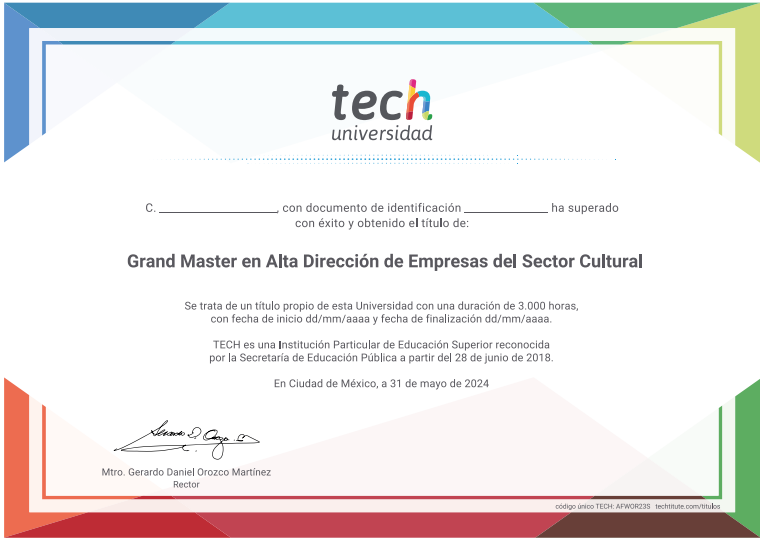 tech
universidad
C. ____________________, con documento de identificación ______________ ha superado
con éxito y obtenido el título de:
Grand Master en Alta Dirección de Empresas del Sector Cultural
Se trata de un título propio de esta Universidad con una duración de 3.000 horas,
con fecha de inicio dd/mm/aaaa y fecha de finalización dd/mm/aaaa.
TECH es una Institución Particular de Educación Superior reconocida
por la Secretaría de Educación Pública a partir del 28 de junio de 2018.
En Ciudad de México, a 31 de mayo de 2024
Mtro. Gerardo Daniel Orozco Martínez
Rector
código único TECH: AFWOR23S techtitute.com/titulos